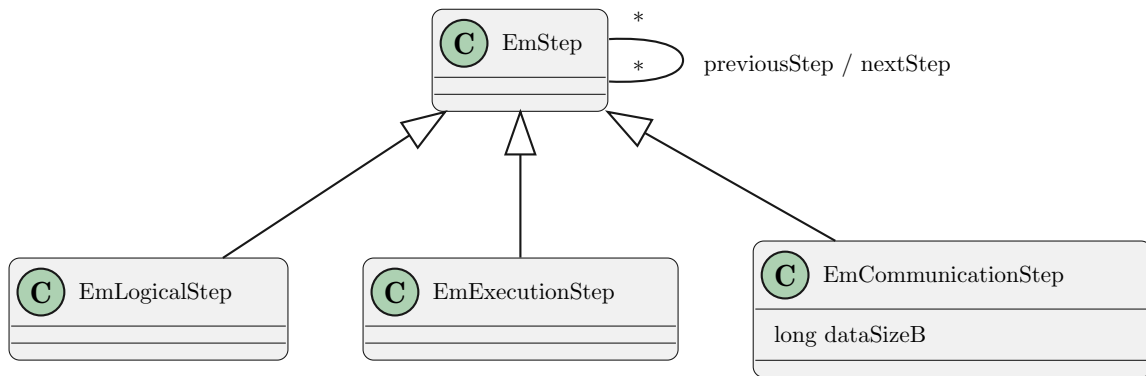 *
C EmStep
* previousStep / nextStep
C EmLogicalStep
C EmExecutionStep
C EmCommunicationStep
long dataSizeB